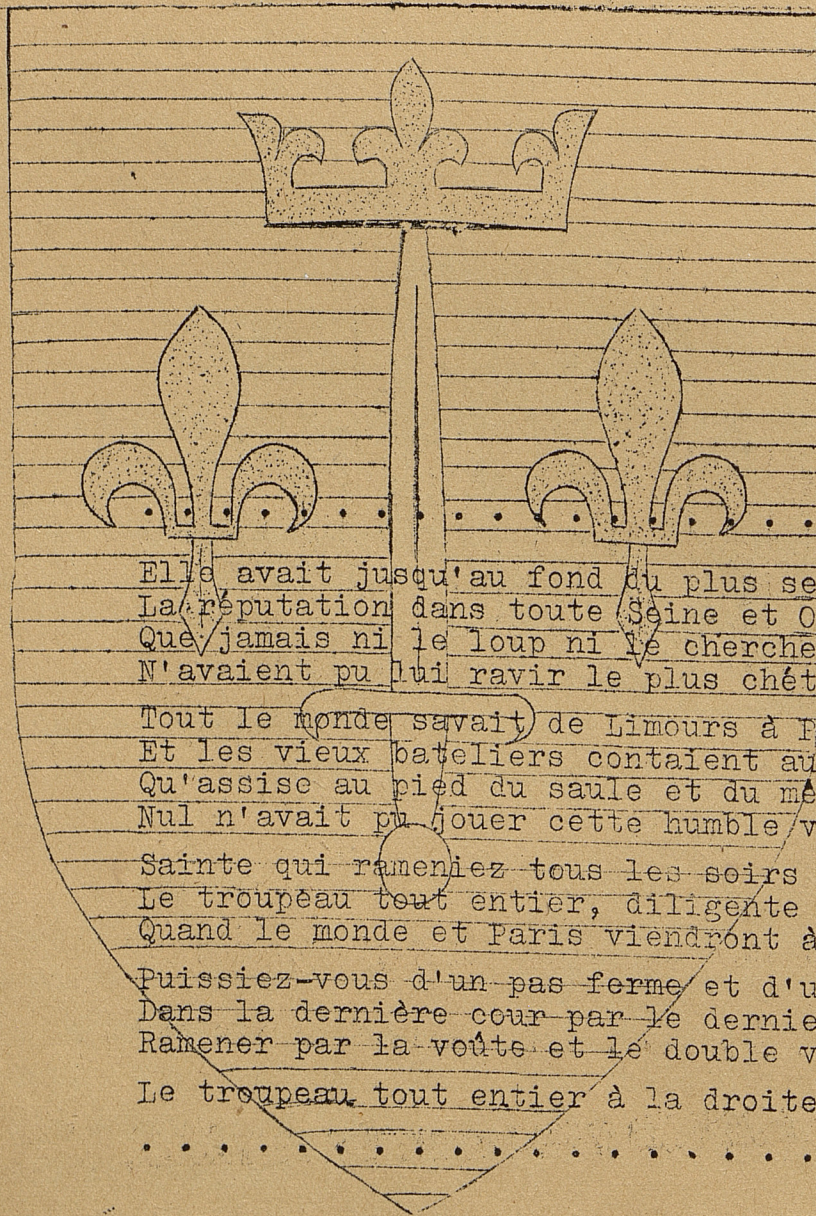 Elle avait jusqu'au fond du plus se
La réputation dans toute Seine et O
Que jamais ni le loup ni le cherche
N'avaient pu lui ravir le plus chét
Tout le monde savait de Limours à P
Et les vieux bateliers contaient au
Qu'assise au pied du saule et du mê
Nul n'avait pu jouer cette humble v
Sainte qui rameniez tous les soirs
Le troupeau tout entier, diligente
Quand le monde et Paris viendront à
Puissiez-vous d'un pas ferme et d'u
Dans la dernière cour par le dernie
Ramener par la voûte et le double v
Le troupeau tout entier à la droite